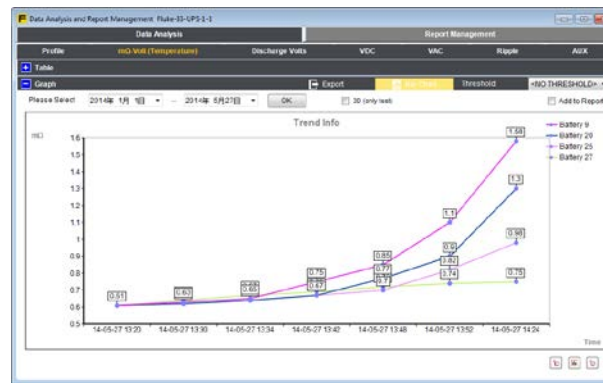 Data Analysis and Report Management Fluke-33-UPS-1-1
Data Analysis Report Management
Profile mΩ-Volt (Temperature) Discharge Volts VDC VAC Ripple AUX
Table
Graph Export Threshold <NO THRESHOLD>
Please Select 2014年 1月 1日 -- 2014年 5月27日 OK 3D (only last) Add to Report
Trend Info
mΩ
Battery 9
Battery 20
Battery 25
Battery 27
1.6
1.5
1.4
1.3
1.2
1.1
1
0.9
0.8
0.7
0.6
0.5
1.58
1.3
1.1
0.98
0.9
0.85
0.82
0.77
0.75
0.75
0.74
0.7
0.67
0.65
0.63
0.61
14-05-27 13:20 14-05-27 13:30 14-05-27 13:34 14-05-27 13:42 14-05-27 13:48 14-05-27 13:52 14-05-27 14:24
Time